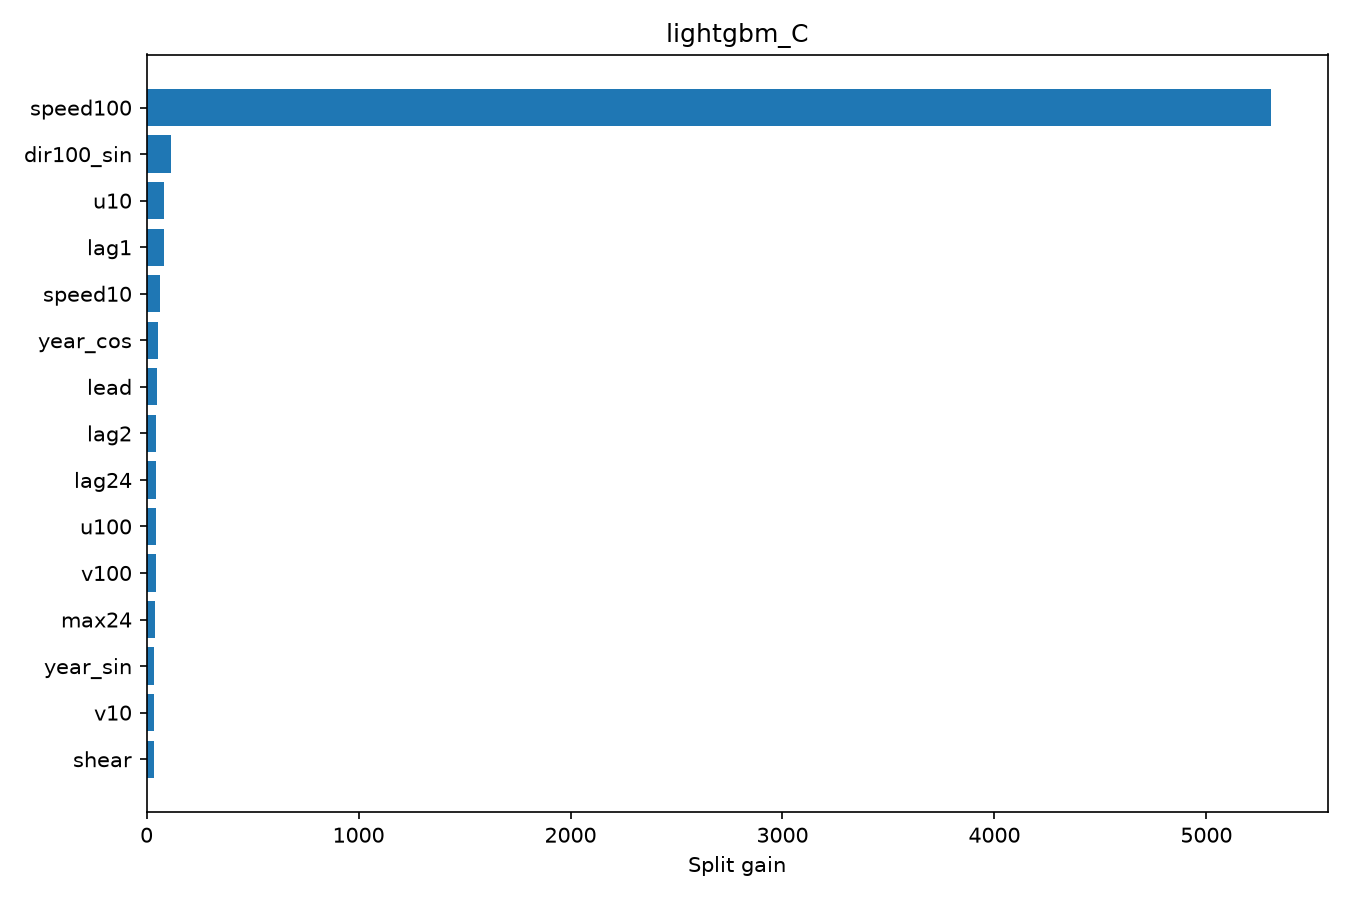 lightgbm_C
speed100
dir100_sin
u10
lag1
speed10
year_cos
lead
lag2
lag24
u100
v100
max24
year_sin
v10
shear
0 1000 2000 3000 4000 5000
Split gain